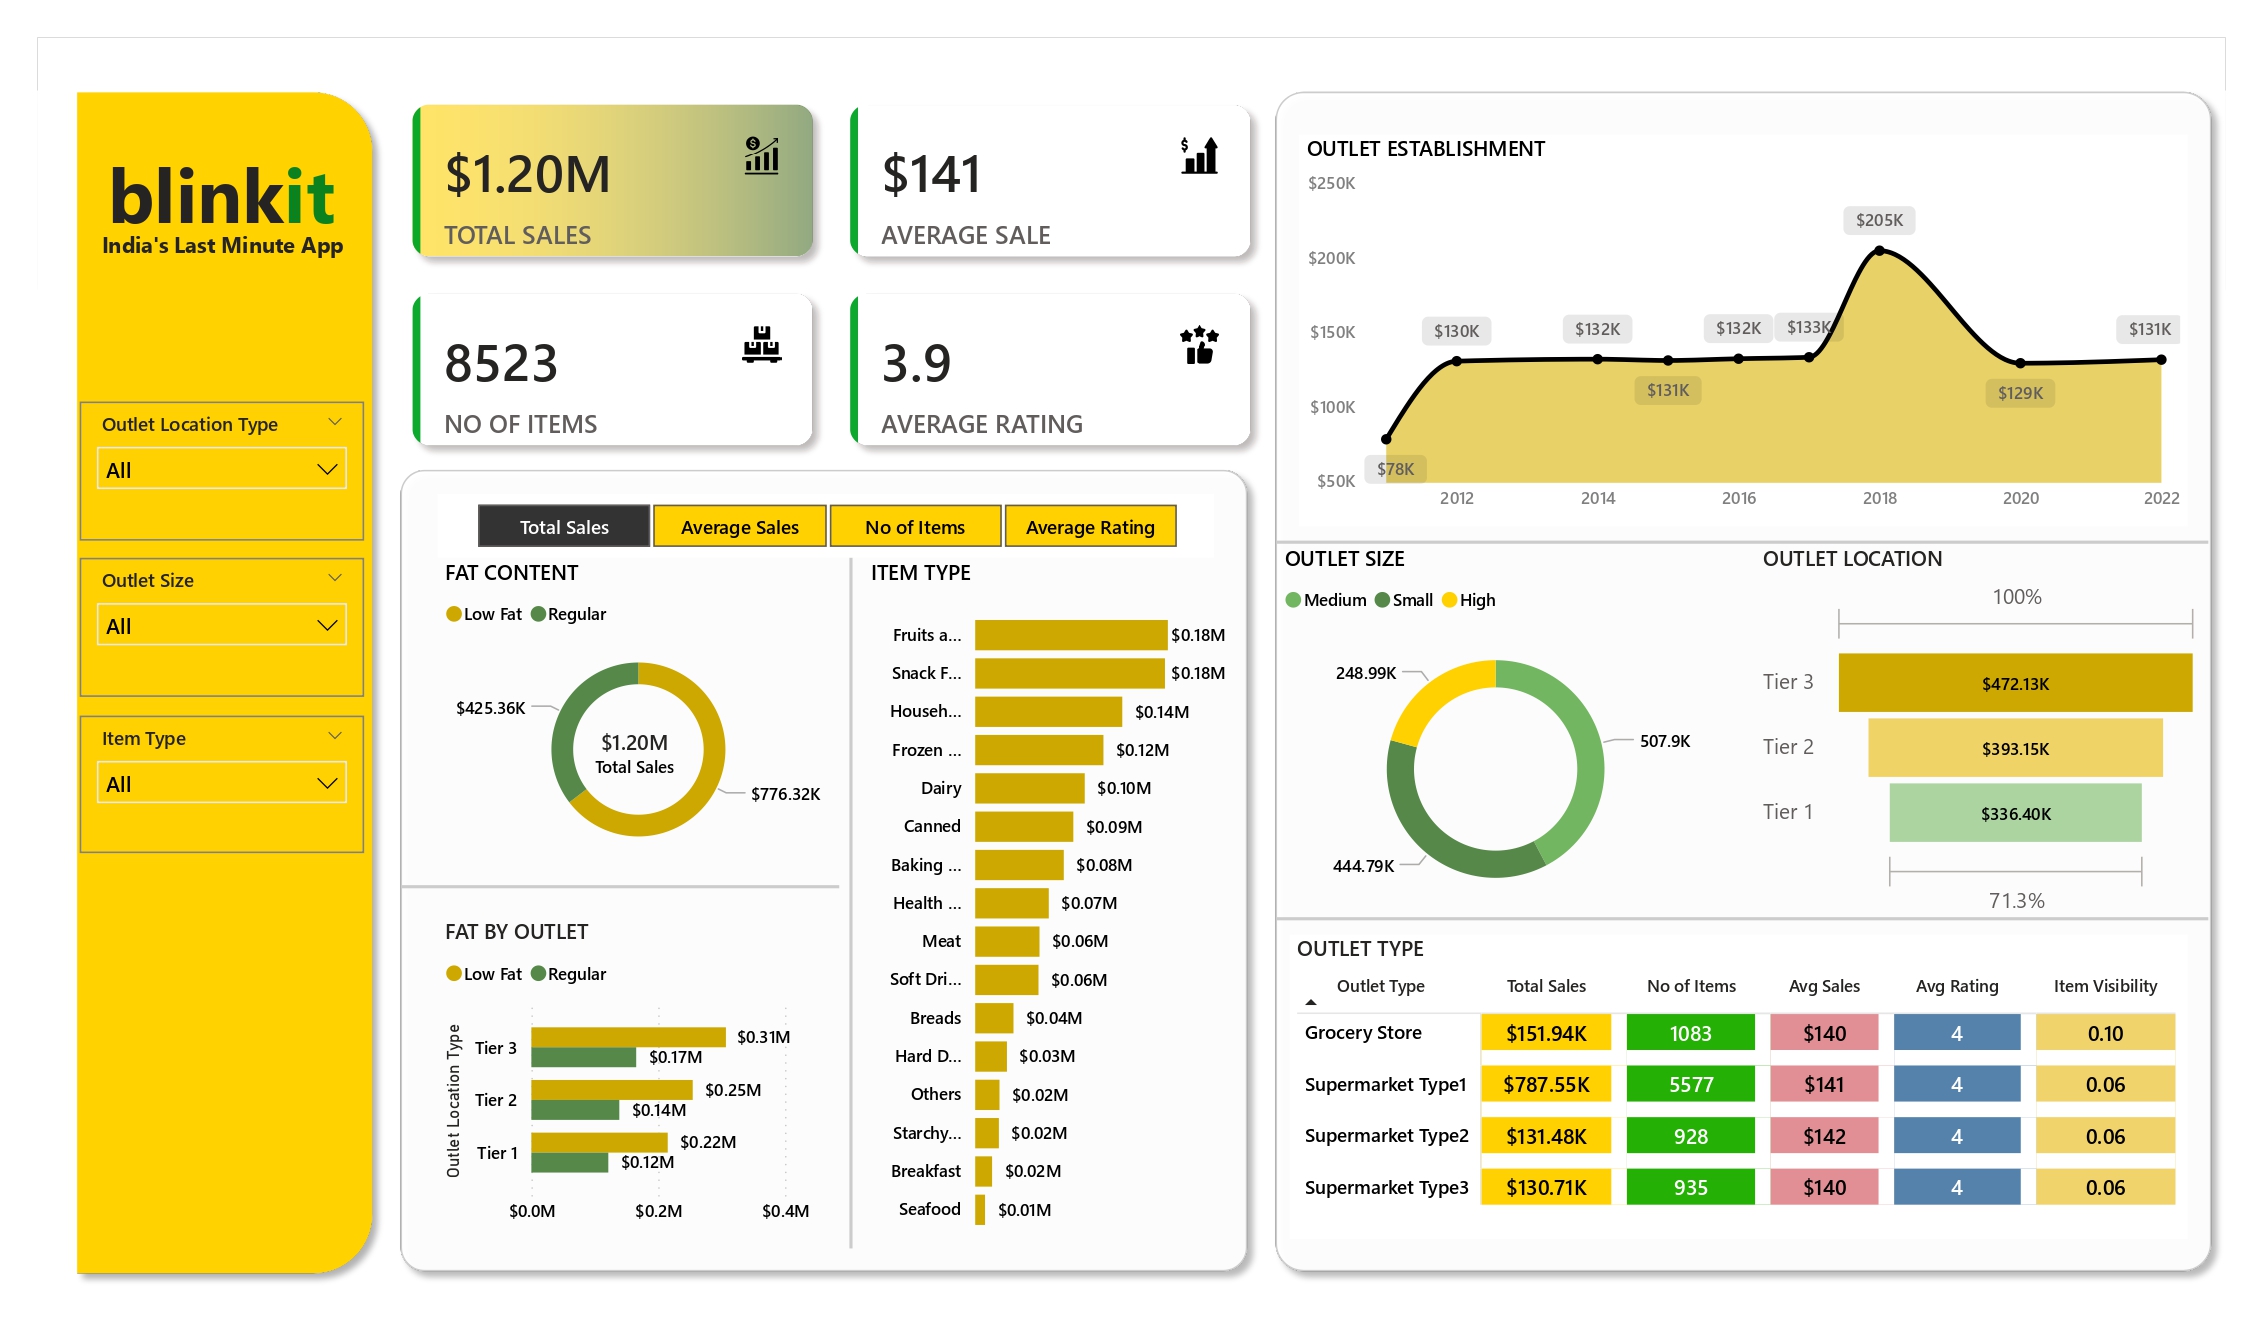 blinkit
India's Last Minute App
Outlet Location Type
All
Outlet Size
All
Item Type
All
$1.20M
TOTAL SALES
$141
AVERAGE SALE
8523
NO OF ITEMS
3.9
AVERAGE RATING
Total Sales
Average Sales
No of Items
Average Rating
FAT CONTENT
Low Fat
Regular
$425.36K
$1.20M
Total Sales
$776.32K
FAT BY OUTLET
Low Fat
Regular
Outlet Location Type
Tier 3
$0.31M
$0.17M
Tier 2
$0.25M
$0.14M
Tier 1
$0.22M
$0.12M
$0.0M
$0.2M
$0.4M
ITEM TYPE
Fruits a... $0.18M
Snack F... $0.18M
Househ... $0.14M
Frozen ... $0.12M
Dairy $0.10M
Canned $0.09M
Baking ... $0.08M
Health ... $0.07M
Meat $0.06M
Soft Dri... $0.06M
Breads $0.04M
Hard D... $0.03M
Others $0.02M
Starchy... $0.02M
Breakfast $0.02M
Seafood $0.01M
OUTLET ESTABLISHMENT
$250K
$200K
$150K
$100K
$50K
$78K
$130K
$132K
$131K
$132K
$133K
$205K
$129K
$131K
2012 2014 2016 2018 2020 2022
OUTLET SIZE
Medium Small High
248.99K
507.9K
444.79K
OUTLET LOCATION
100%
Tier 3 $472.13K
Tier 2 $393.15K
Tier 1 $336.40K
71.3%
OUTLET TYPE
Outlet Type Total Sales No of Items Avg Sales Avg Rating Item Visibility
Grocery Store $151.94K 1083 $140 4 0.10
Supermarket Type1 $787.55K 5577 $141 4 0.06
Supermarket Type2 $131.48K 928 $142 4 0.06
Supermarket Type3 $130.71K 935 $140 4 0.06